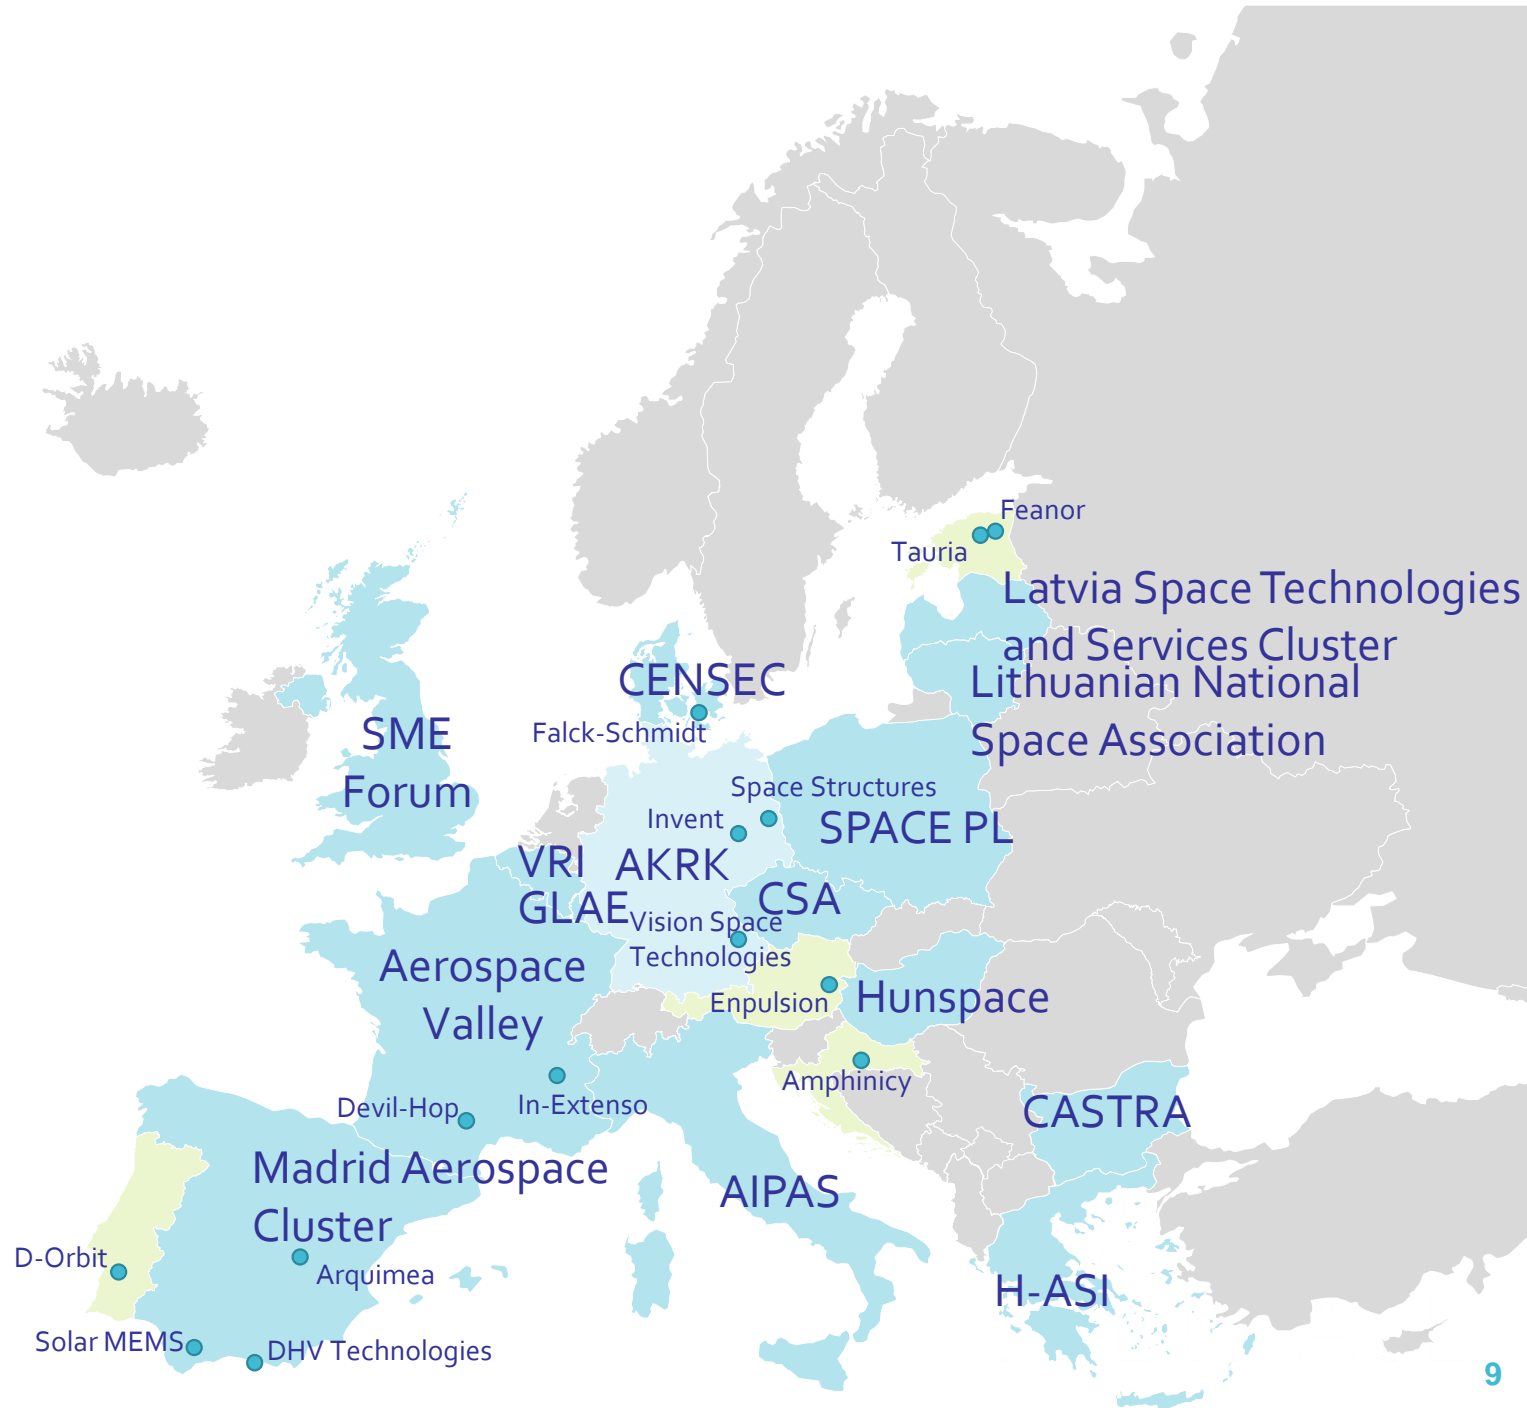 Feanor
Tauria
Latvia Space Technologies
and Services Cluster
Lithuanian National
Space Association
CENSEC
Falck-Schmidt
SME
Forum
Space Structures
Invent
SPACE PL
VRI
AKRK
GLAE
CSA
Vision Space
Technologies
Aerospace
Valley
Enpulsion
Hunspace
Amphinicy
In-Extenso
Devil-Hop
CASTRA
Madrid Aerospace
Cluster
AIPAS
D-Orbit
Arquimea
H-ASI
Solar MEMS
DHV Technologies
9